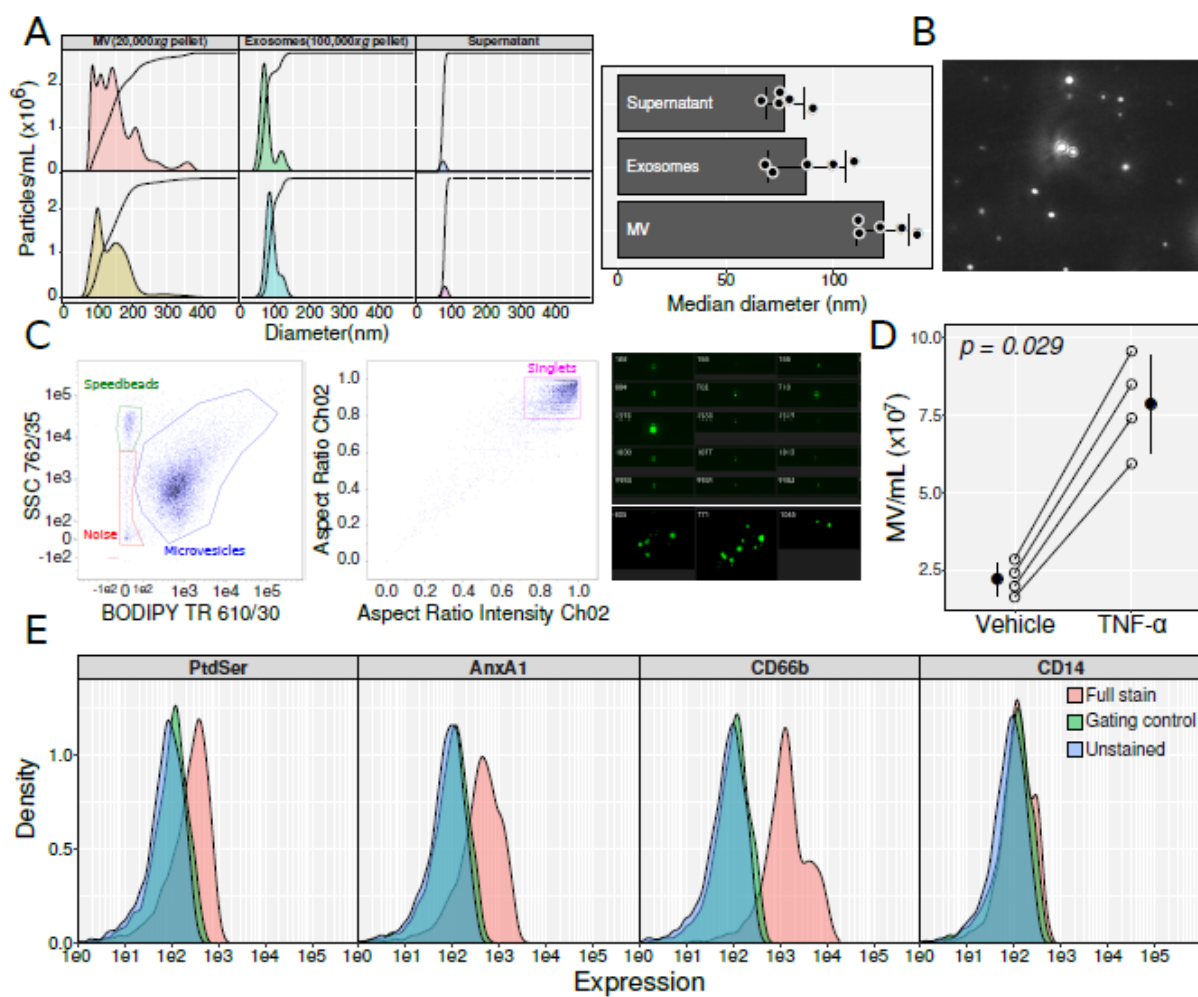 A
B
MV(20,000xg pellet)
Exosomes(100,000xg pellet)
Supernatant
Particles/mL (x10⁶)
2
1
0
2
1
0
0 100 200 300 400
0 100 200 300 400
0 100 200 300 400
Diameter(nm)
Supernatant
Exosomes
MV
0 50 100
Median diameter (nm)
C
D
Speedbeads
SSC 762/35
1e5
1e4
1e3
1e2
0
-1e2
Noise
Microvesicles
-1e2 0 1e2 1e3 1e4 1e5
BODIPY TR 610/30
Singlets
Aspect Ratio Ch02
1.0
0.8
0.6
0.4
0.2
0.0
0.0 0.2 0.4 0.6 0.8 1.0
Aspect Ratio Intensity Ch02
771
p = 0.029
MV/mL (x10⁷)
10.0
7.5
5.0
2.5
Vehicle TNF-α
E
PtdSer
AnxA1
CD66b
CD14
Full stain
Gating control
Unstained
Density
1.0
0.5
0.0
1e0 1e1 1e2 1e3 1e4 1e5
1e0 1e1 1e2 1e3 1e4 1e5
1e0 1e1 1e2 1e3 1e4 1e5
1e0 1e1 1e2 1e3 1e4 1e5
Expression